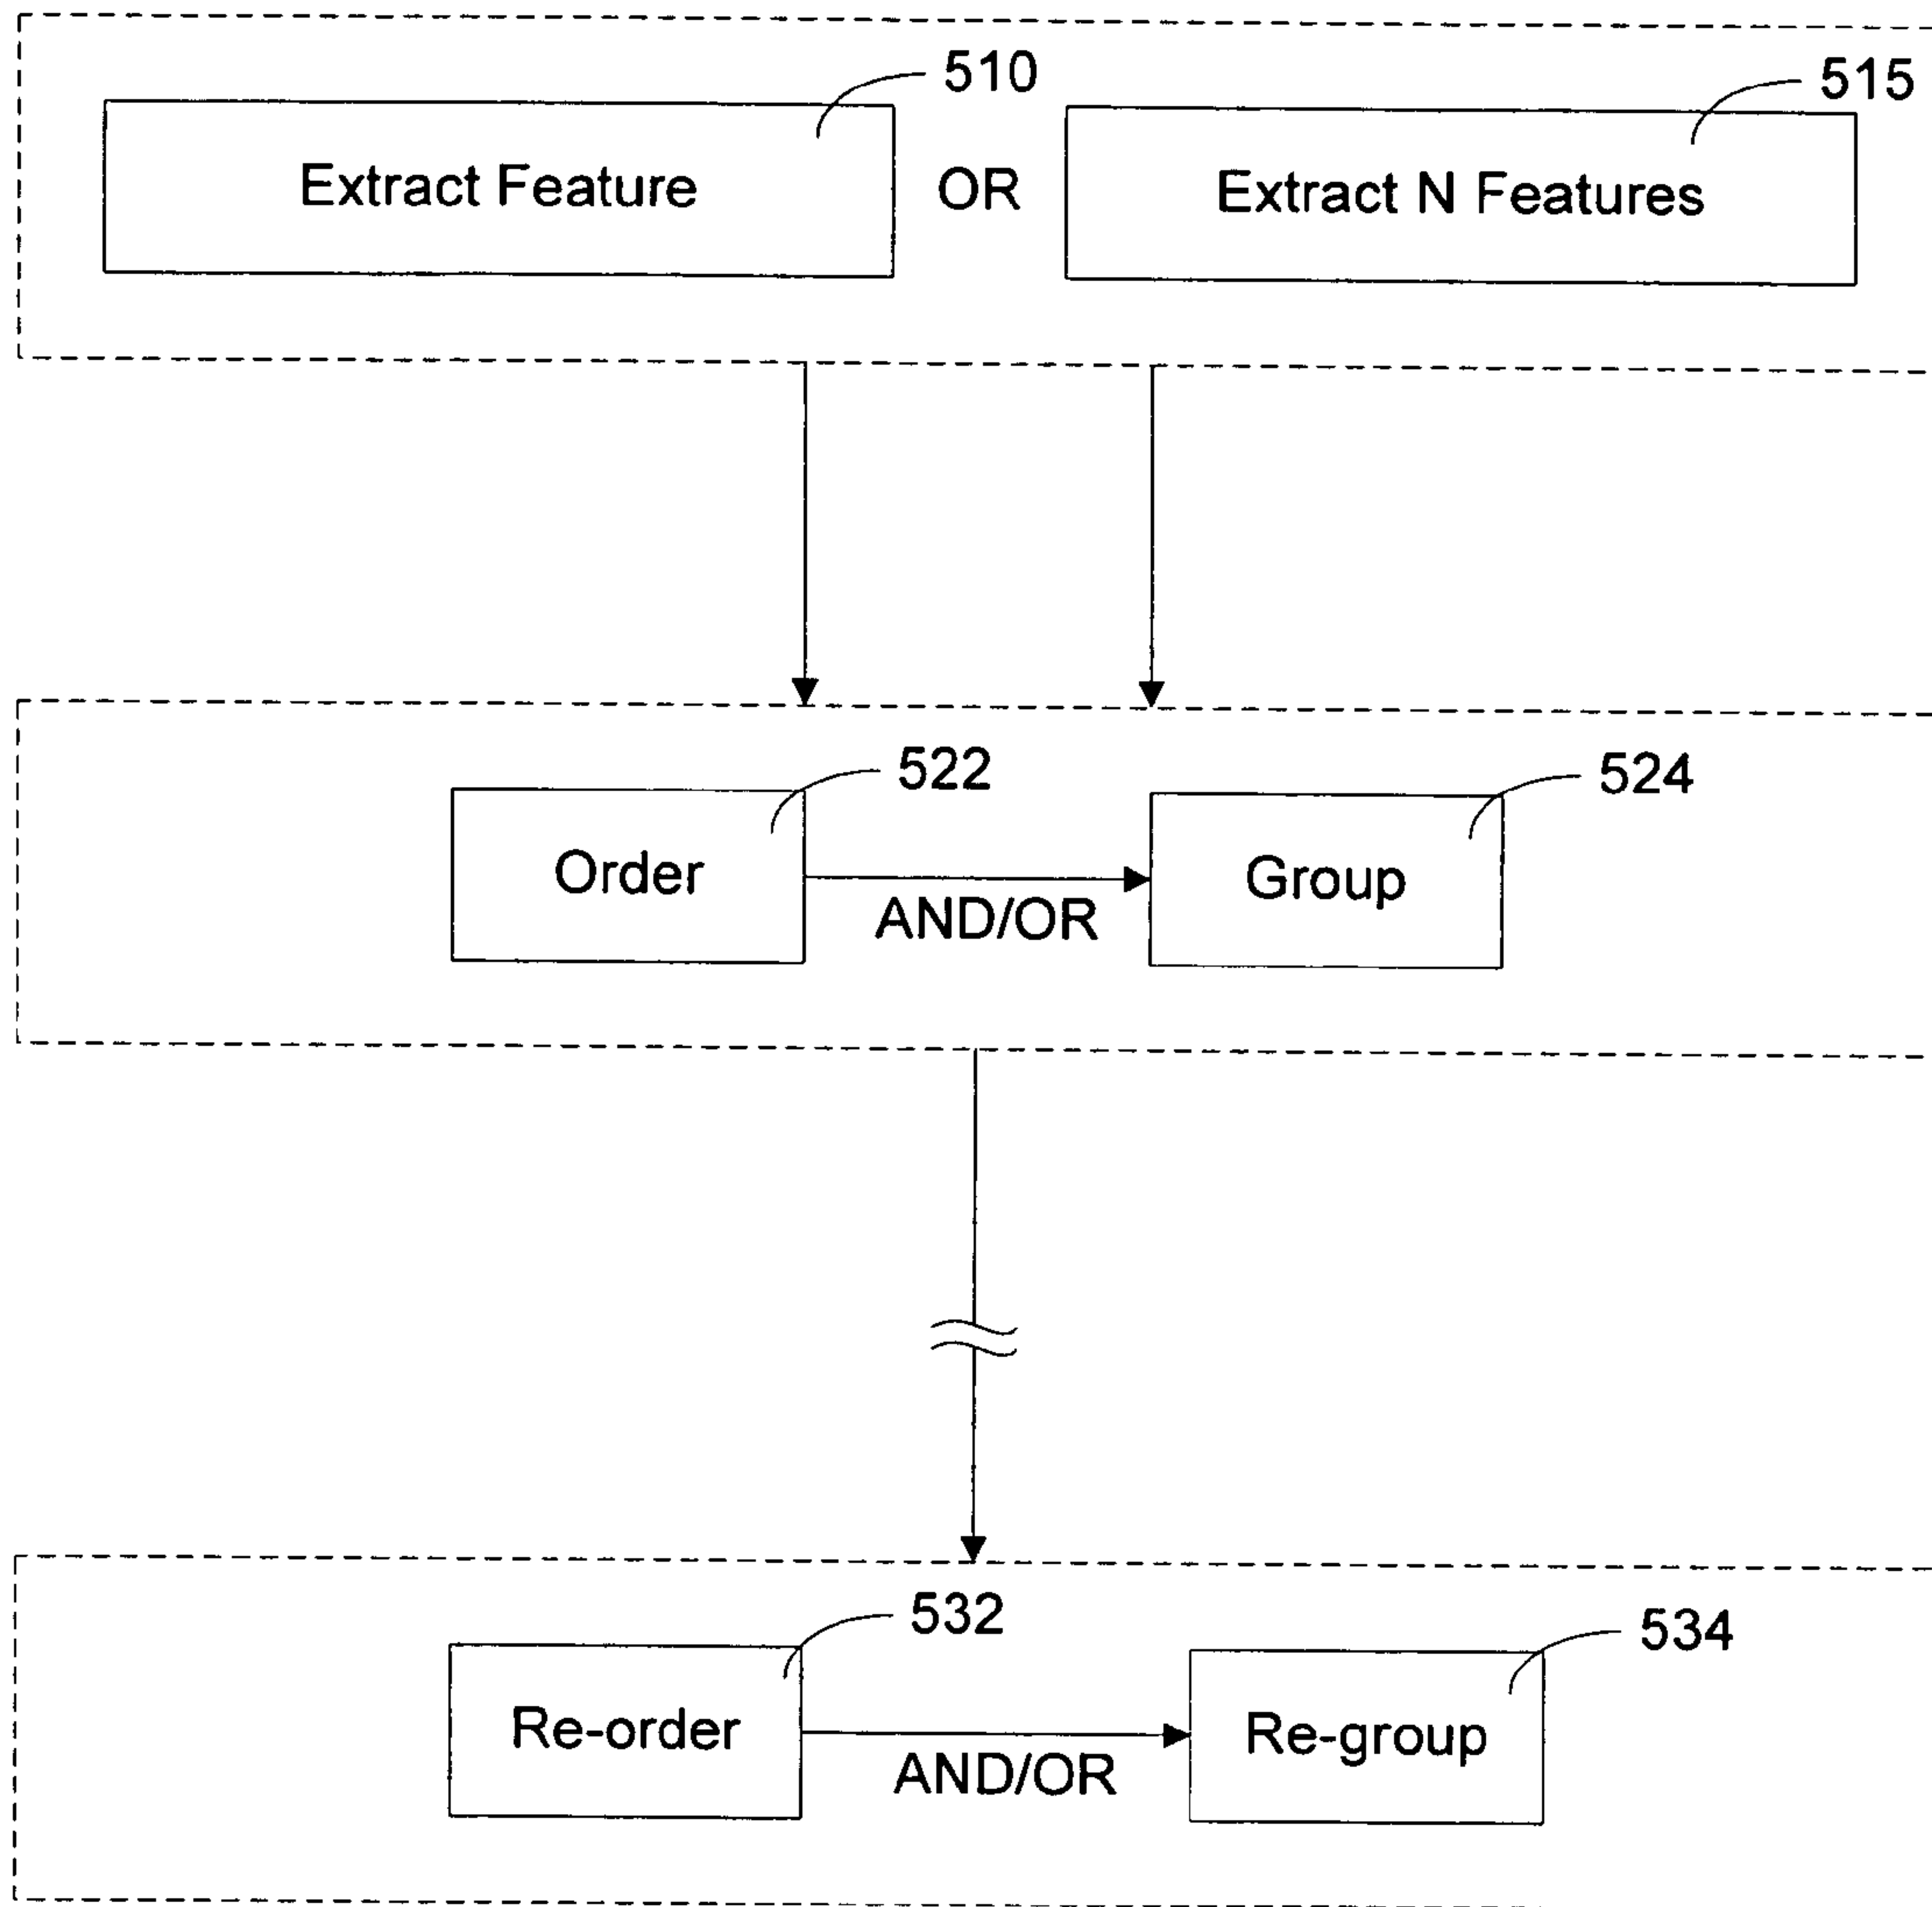 510
515
Extract Feature
OR
Extract N Features
522
524
Order
Group
AND/OR
532
534
Re-order
Re-group
AND/OR